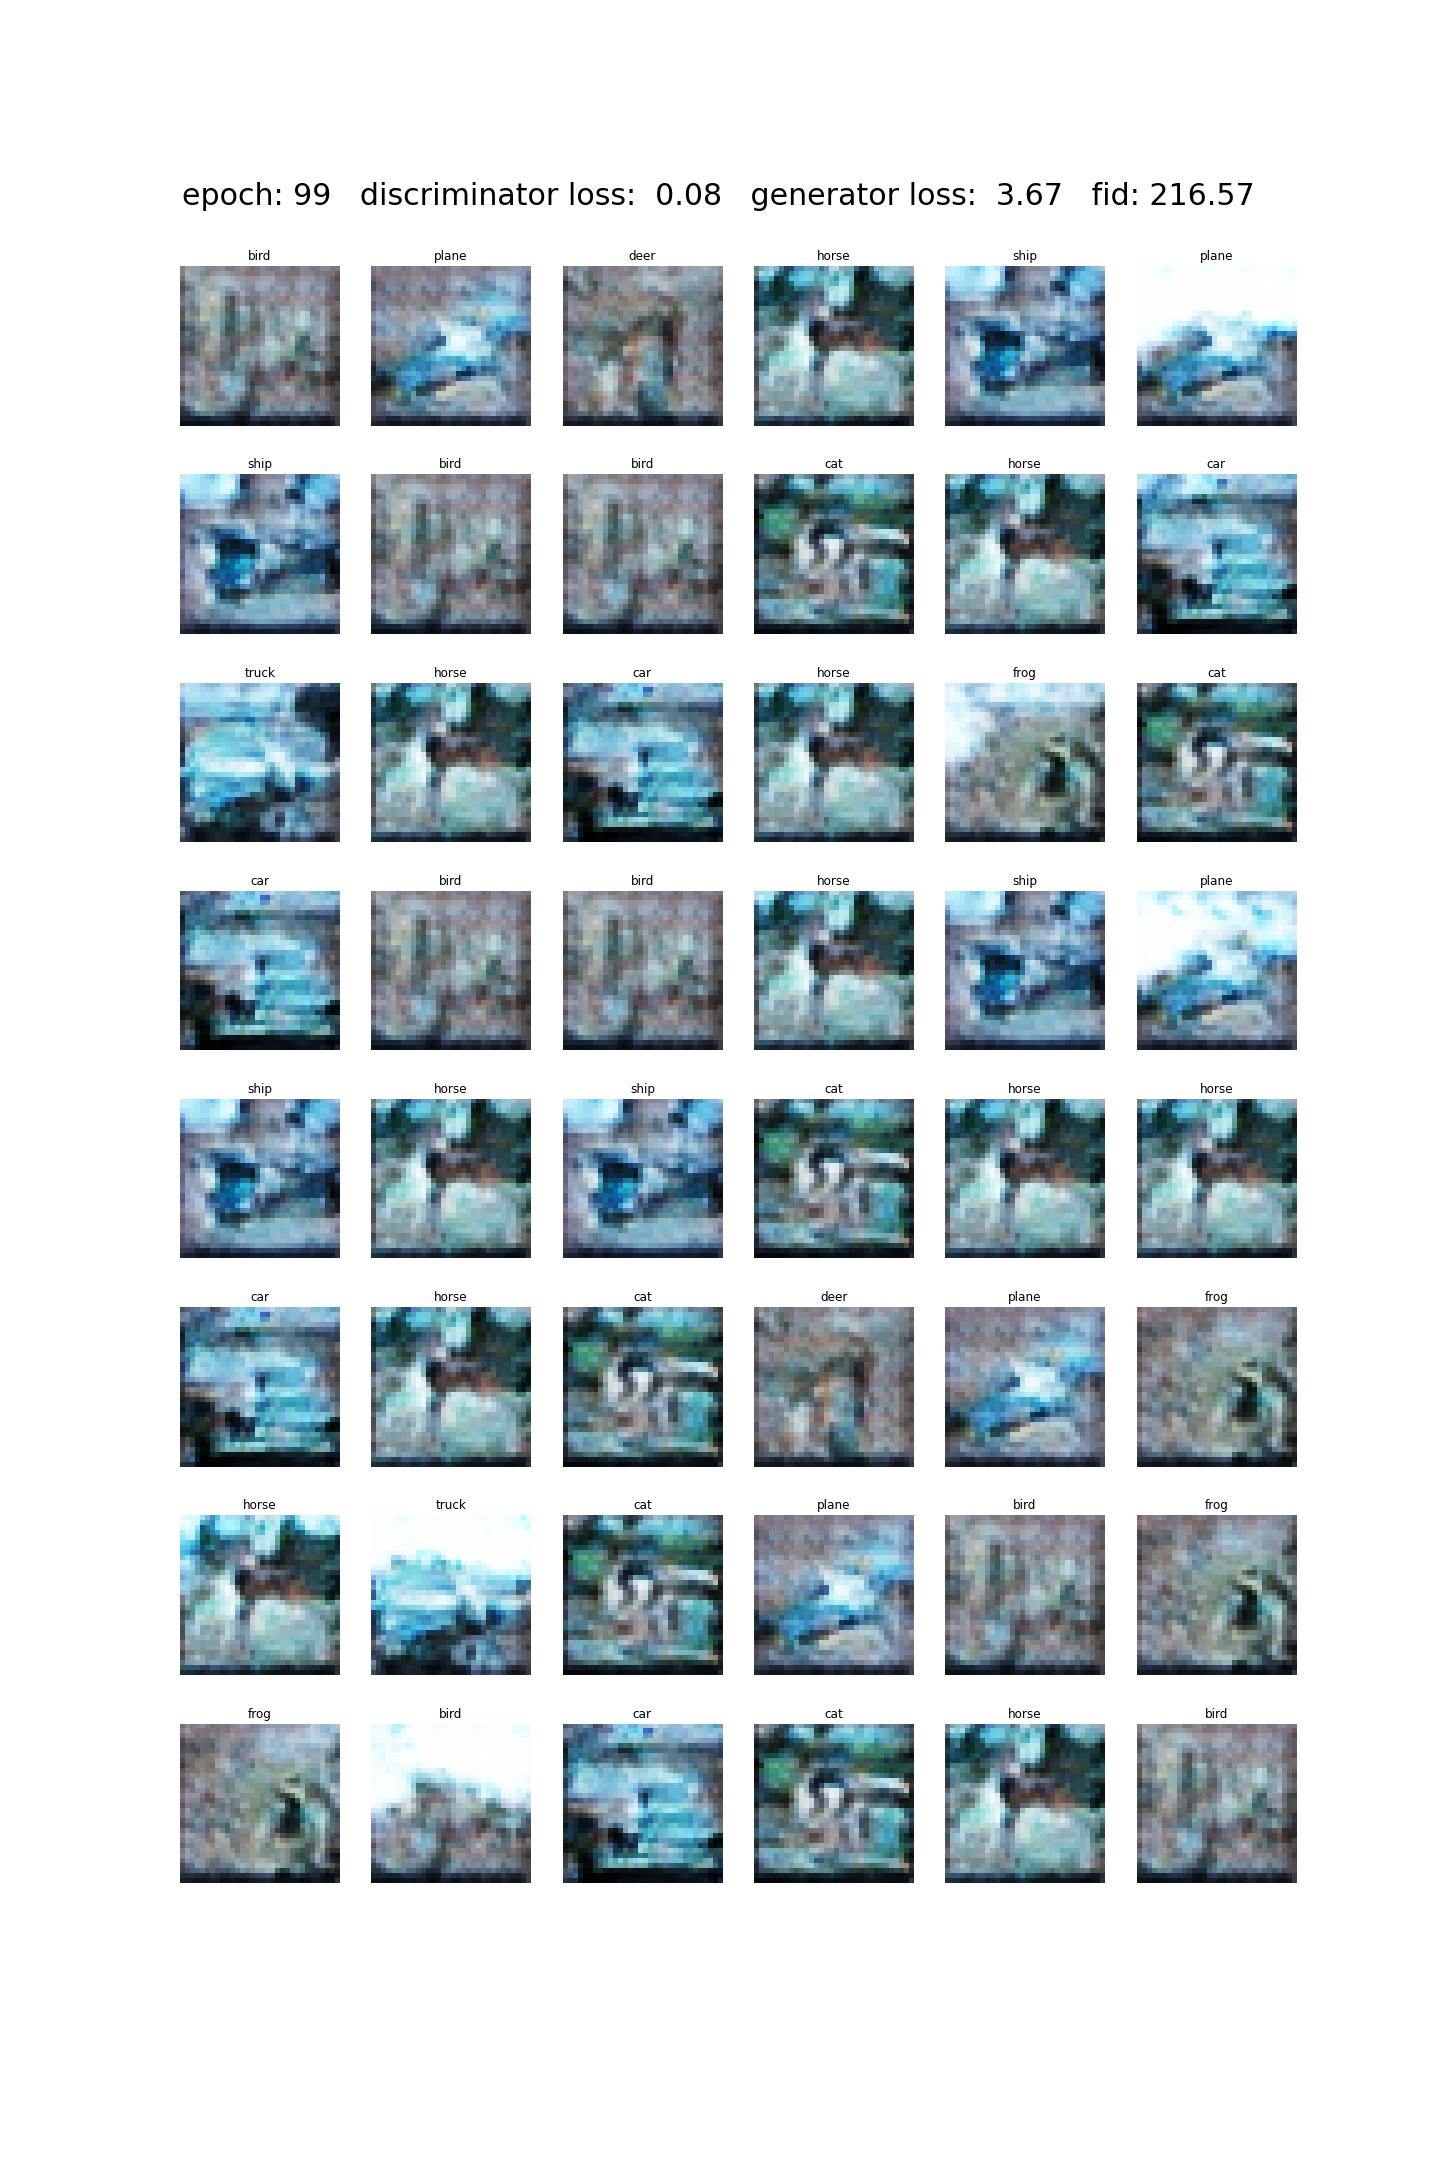 epoch: 99   discriminator loss:  0.08   generator loss:  3.67   fid: 216.57
bird plane deer horse ship plane
ship bird bird cat horse car
truck horse car horse frog cat
car bird bird horse ship plane
ship horse ship cat horse horse
car horse cat deer plane frog
horse truck cat plane bird frog
frog bird car cat horse bird